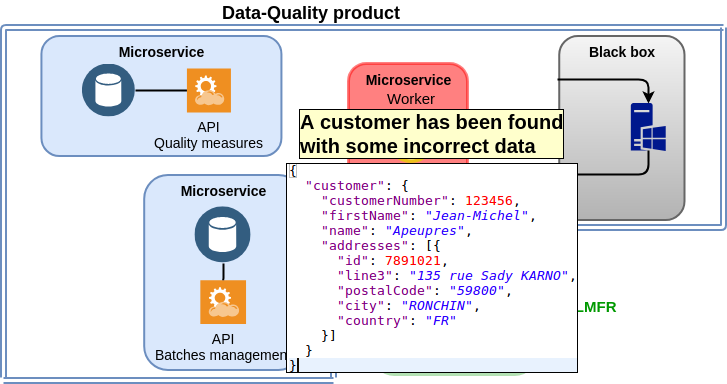 Data-Quality product
Microservice
API
Quality measures
Microservice
Worker
Black box
A customer has been found
with some incorrect data
Microservice
API
Batches managemen
{
"customer": {
"customerNumber": 123456,
"firstName": "Jean-Michel",
"name": "Apeupres",
"addresses": [{
"id": 7891021,
"line3": "135 rue Sady KARNO",
"postalCode": "59800",
"city": "RONCHIN",
"country": "FR"
}]
}
}
LMFR